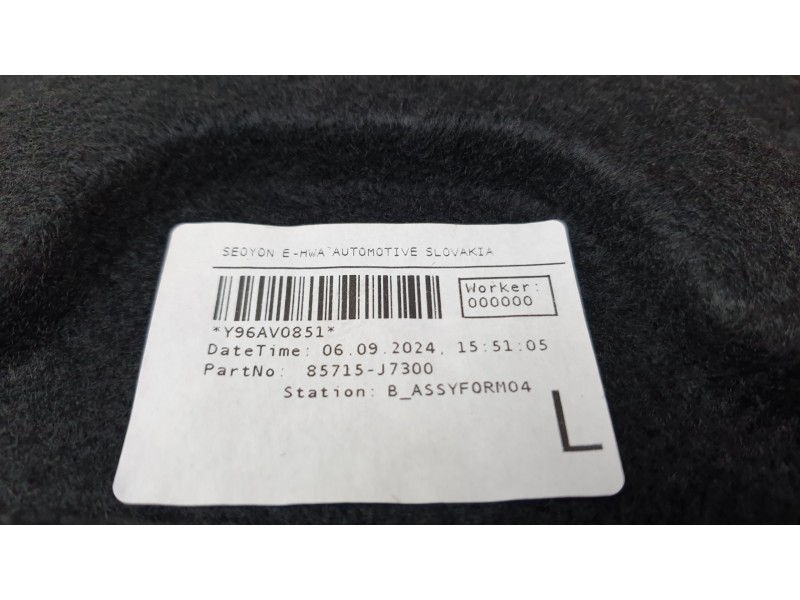 SEOYON E-HWA AUTOMOTIVE SLOVAKIA
Worker:
000000
*Y96AV0851*
DateTime: 06.09.2024, 15:51:05
PartNo: 85715-J7300
Station: B_ASSYFORM04
L